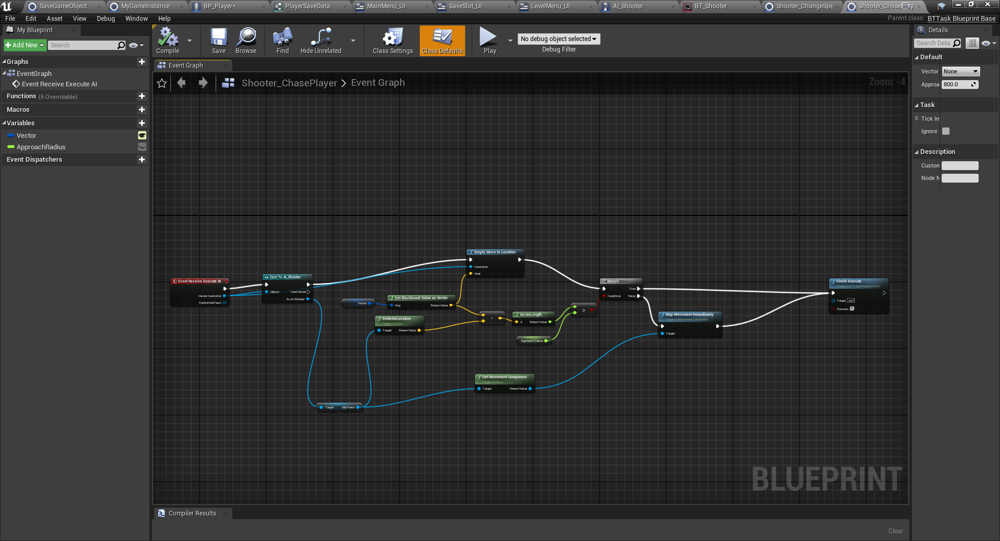 SaveGameObject
MyGameInstance
BP_Player*
PlayerSaveData
MainMenu_UI
SaveSlot_UI
LevelMenu_UI
AI_Shooter
BT_Shooter
Shooter_ChangeSpe
File Edit Asset View Debug Window Help
Parent class: BTTask Blueprint Base
My Blueprint
Add New
Search
Compile
Save
Browse
Find
Hide Unrelated
Class Settings
Class Defaults
Play
No debug object selected
Debug Filter
Details
Search Deta
Graphs
EventGraph
Event Receive Execute AI
Functions (5 Overridable)
Macros
Variables
Vector
ApproachRadius
Event Dispatchers
Event Graph
Shooter_ChasePlayer > Event Graph
Zoom -4
Default
Vector None
Approa 800.0
Task
Tick In
Ignore
Description
Custom
Node N
Event Receive Execute AI
Owner Controller
Controlled Pawn
Cast To AI_Shooter
Object Cast Failed
As AI Shooter
Simple Move to Location
Controller
Goal
Vector
Get Blackboard Value as Vector
Key Return Value
GetActorLocation
Target is Actor
Target Return Value
-
VectorLength
A Return Value
Approach Radius
>
Branch
True
Condition False
Stop Movement Immediately
Target is Movement Component
Target
Finish Execute
Target is BTTask Blueprint Base
Target self
Success
Get Movement Component
Target is Pawn
Target Return Value
Target My Pawn
BLUEPRINT
Compiler Results
Clear